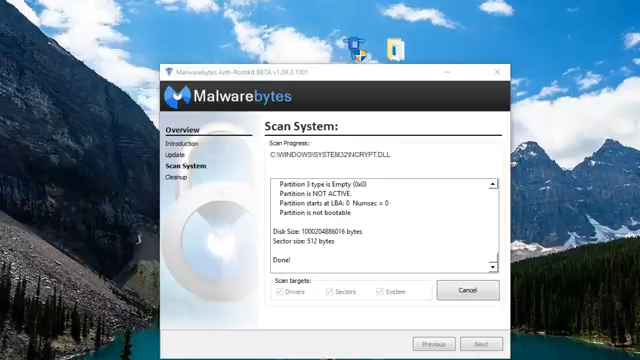 Malwarebytes Anti-Rootkit BETA v1.09.3.1001
Malwarebytes
Overview
Introduction
Update
Scan System
Cleanup
Scan System:
Scan Progress:
C:\WINDOWS\SYSTEM32\NCRYPT.DLL
Partition 3 type is Empty (0x0)
Partition is NOT ACTIVE.
Partition starts at LBA: 0 Numsec = 0
Partition is not bootable
Disk Size: 1000204886016 bytes
Sector size: 512 bytes
Done!
Scan targets:
Drivers
Sectors
System
Cancel
Previous
Next